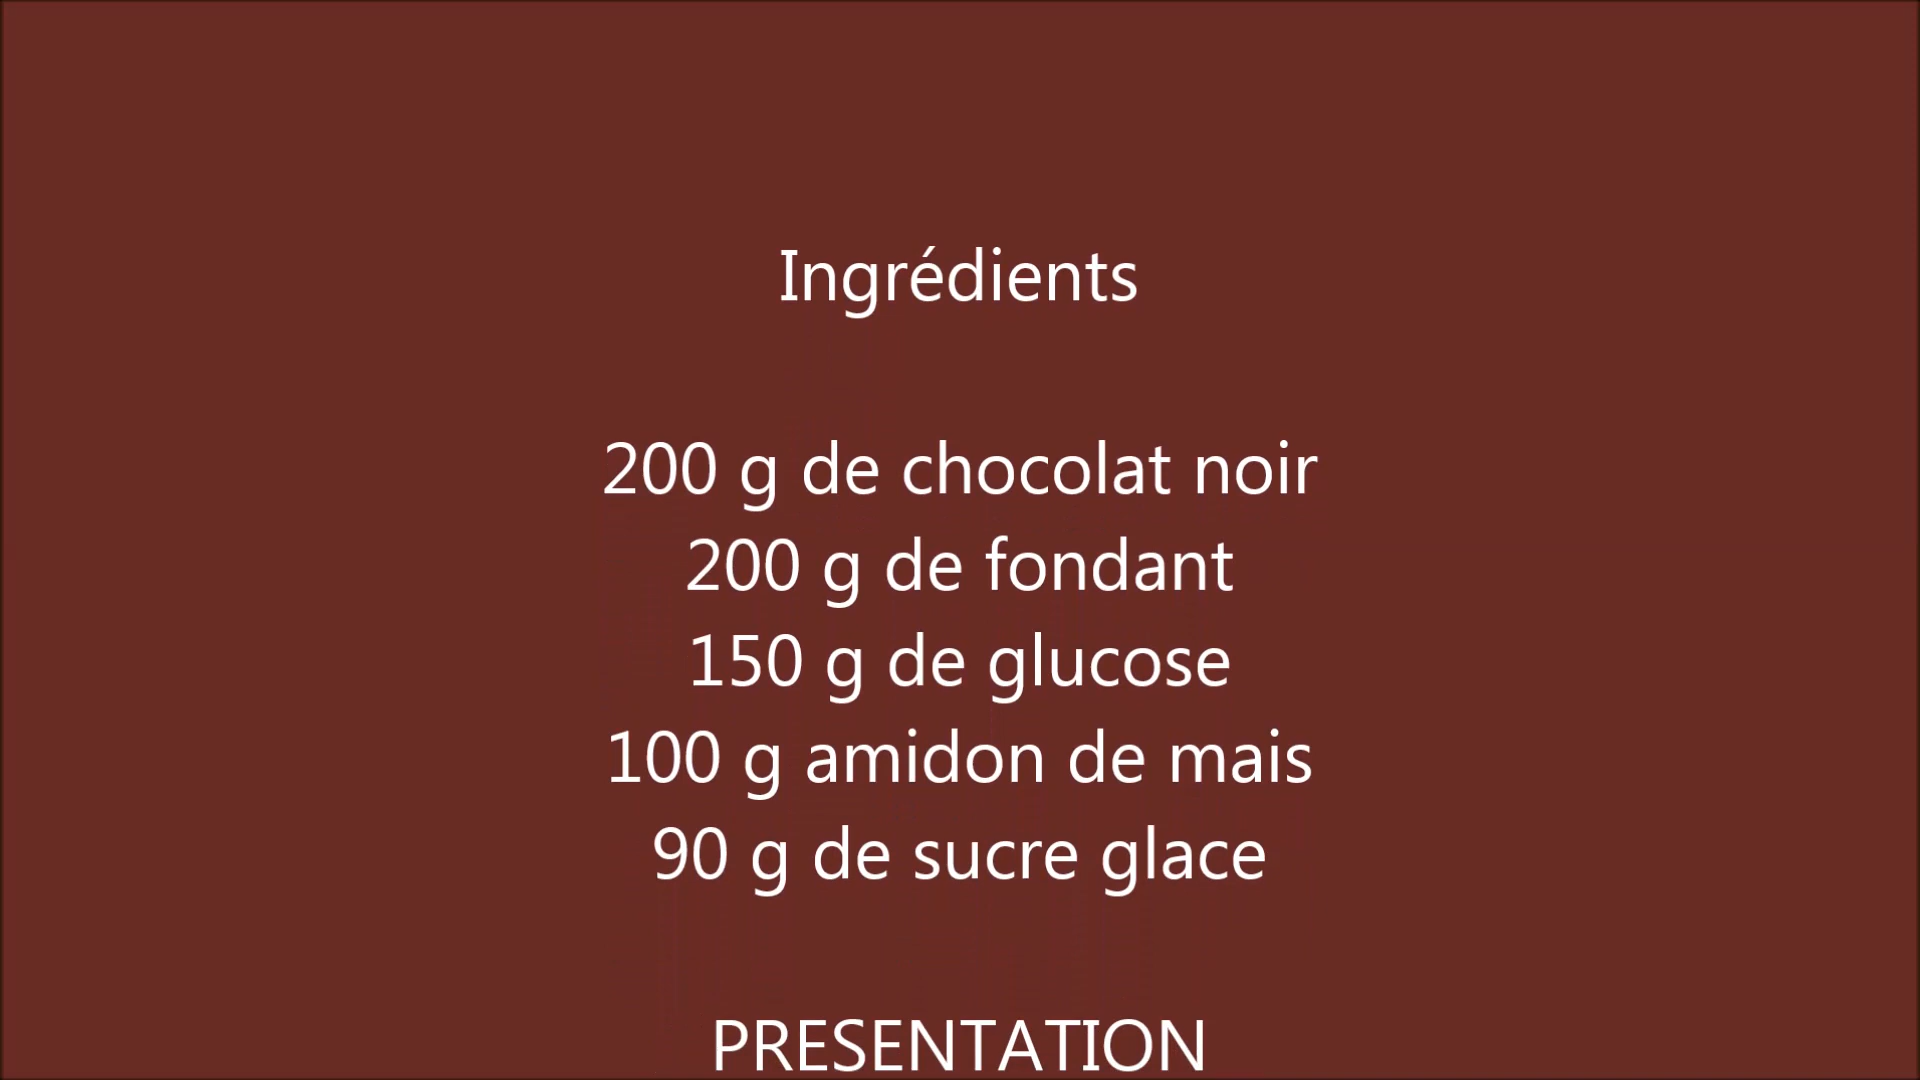 Ingrédients
200 g de chocolat noir
200 g de fondant
150 g de glucose
100 g amidon de mais
90 g de sucre glace
PRESENTATION